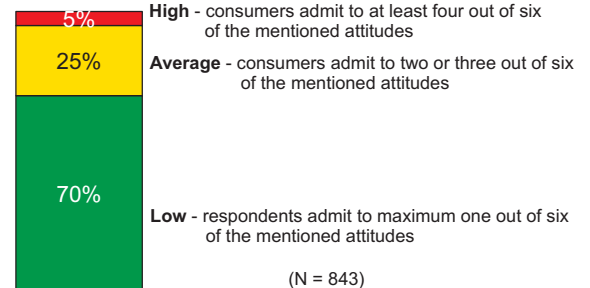 5%
High - consumers admit to at least four out of six
of the mentioned attitudes
25%
Average - consumers admit to two or three out of six
of the mentioned attitudes
70%
Low - respondents admit to maximum one out of six
of the mentioned attitudes
(N = 843)